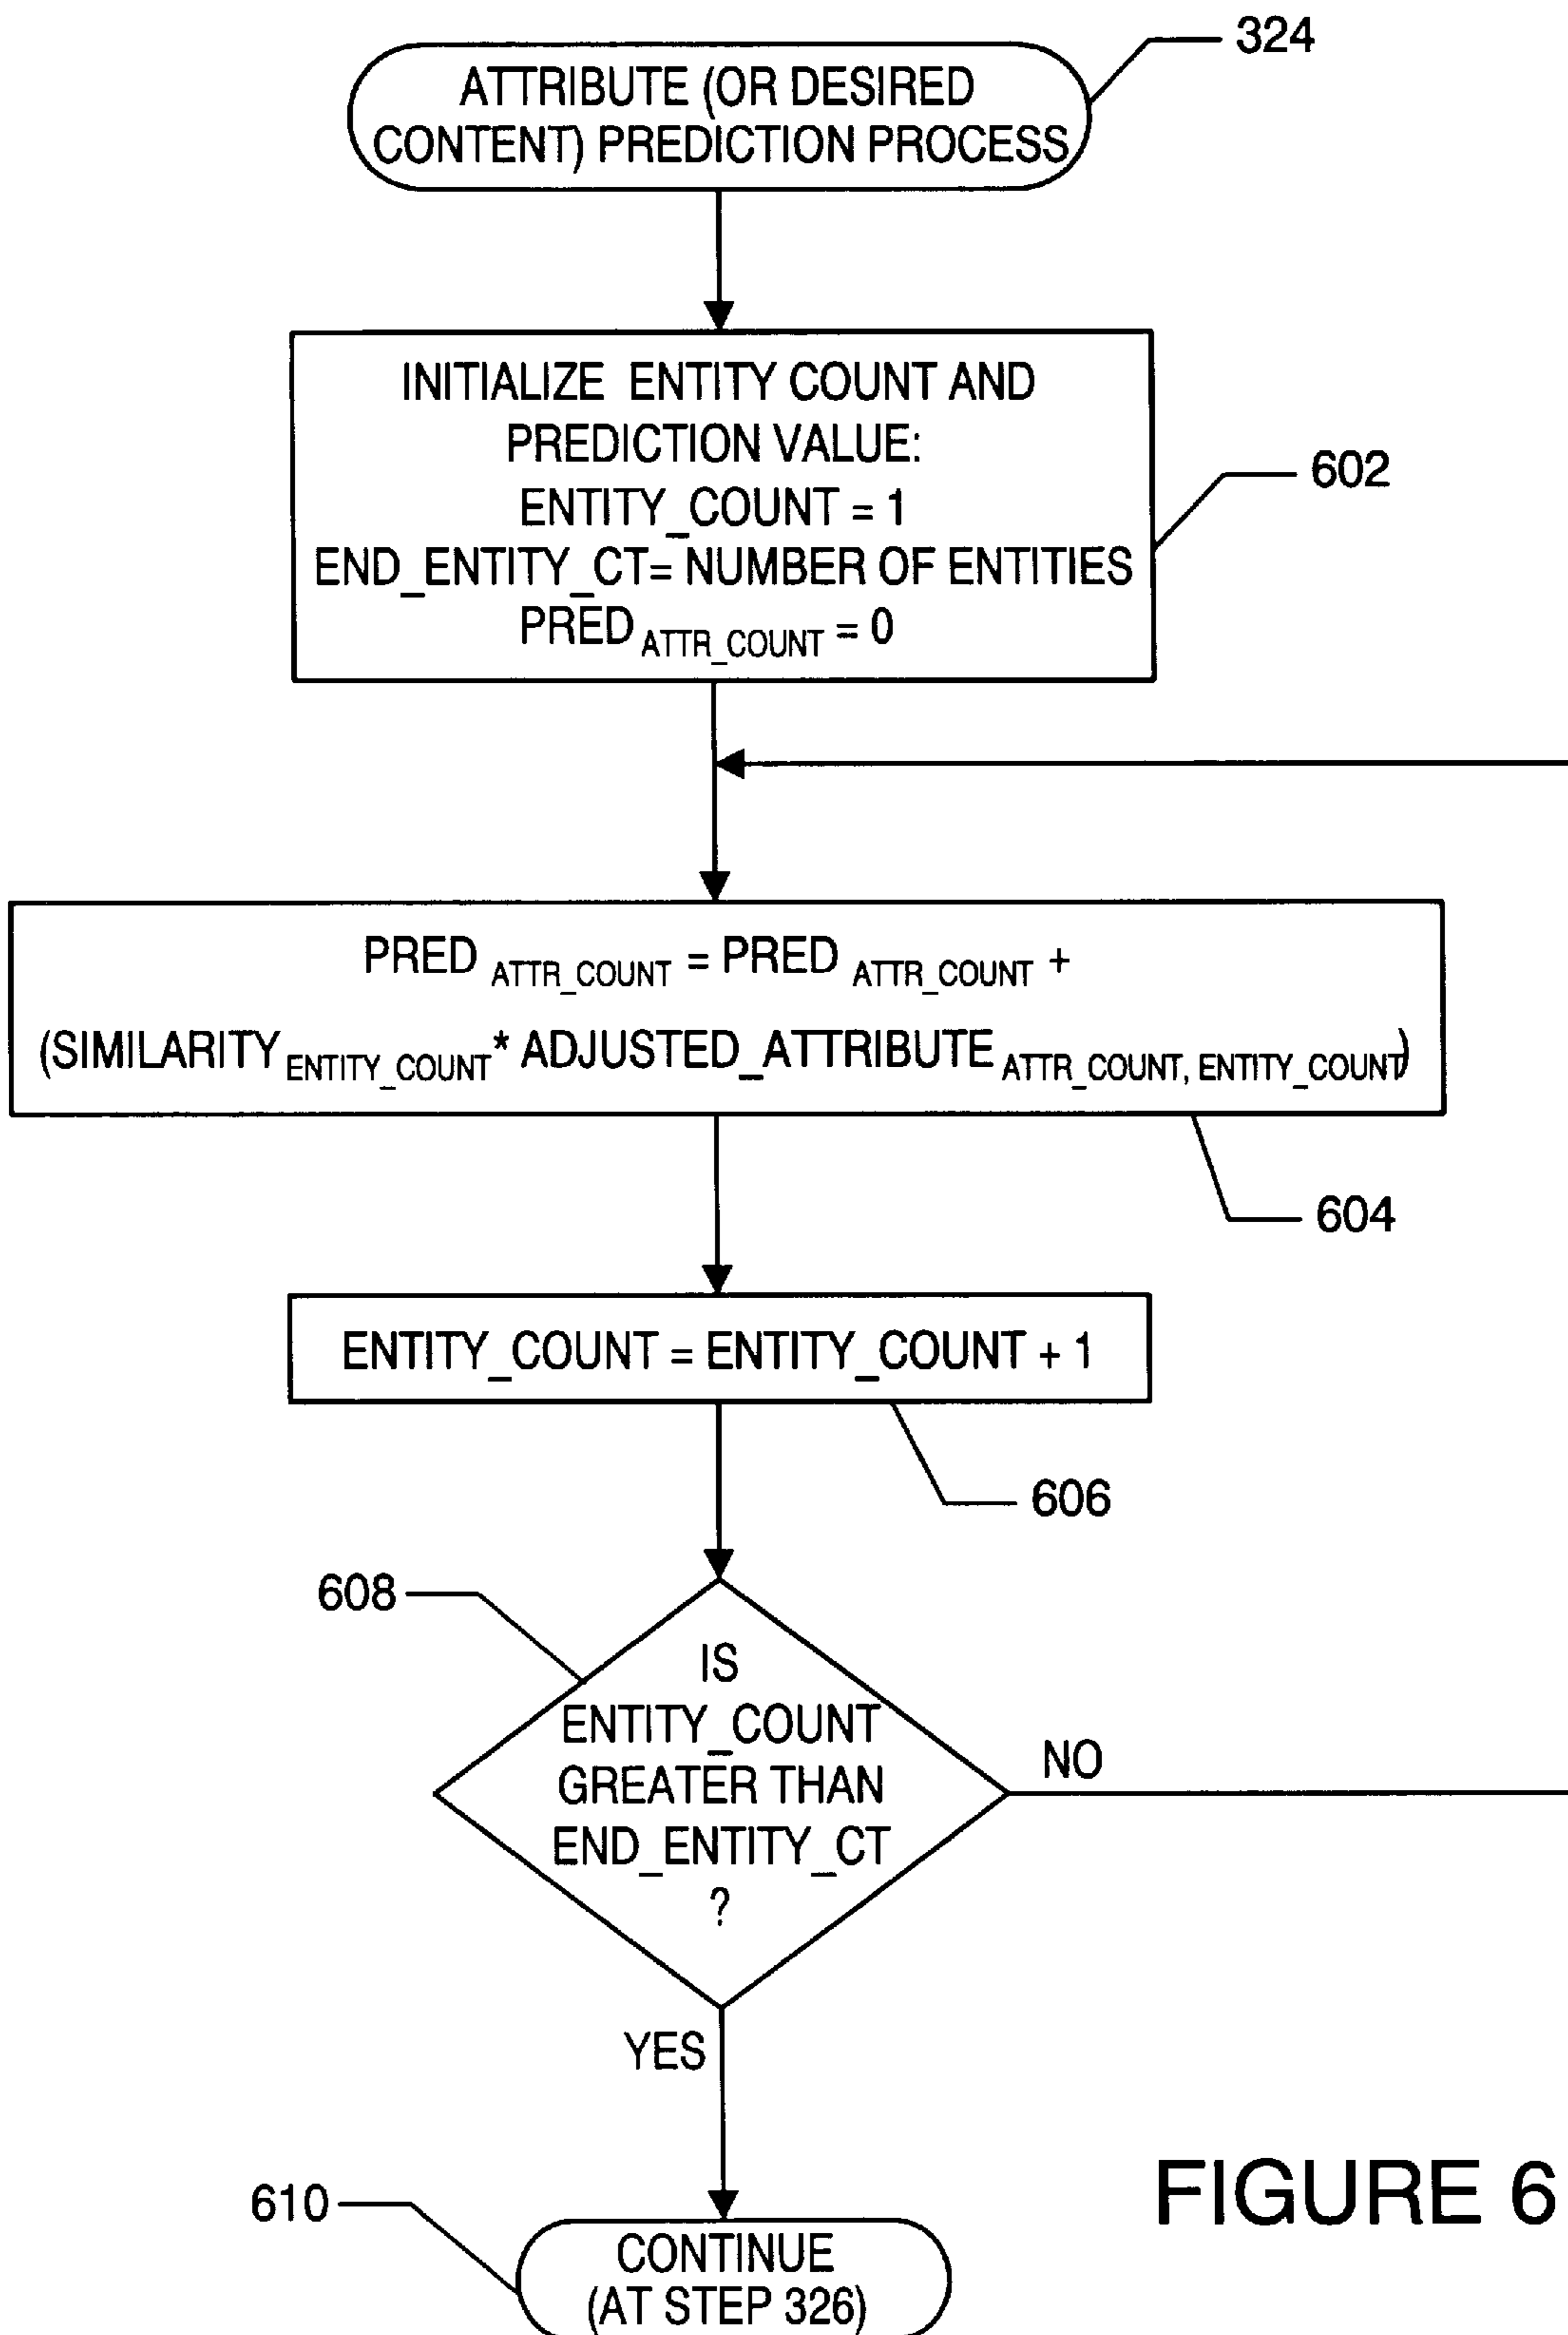 324
ATTRIBUTE (OR DESIRED
CONTENT) PREDICTION PROCESS
INITIALIZE ENTITY COUNT AND
PREDICTION VALUE:
ENTITY_COUNT = 1
END_ENTITY_CT= NUMBER OF ENTITIES
PRED ATTR_COUNT = 0
602
PRED ATTR_COUNT = PRED ATTR_COUNT +
(SIMILARITY ENTITY_COUNT * ADJUSTED_ATTRIBUTE ATTR_COUNT, ENTITY_COUNT)
604
ENTITY_COUNT = ENTITY_COUNT + 1
606
608
IS
ENTITY_COUNT
GREATER THAN
END_ENTITY_CT
?
NO
YES
610
CONTINUE
(AT STEP 326)
FIGURE 6